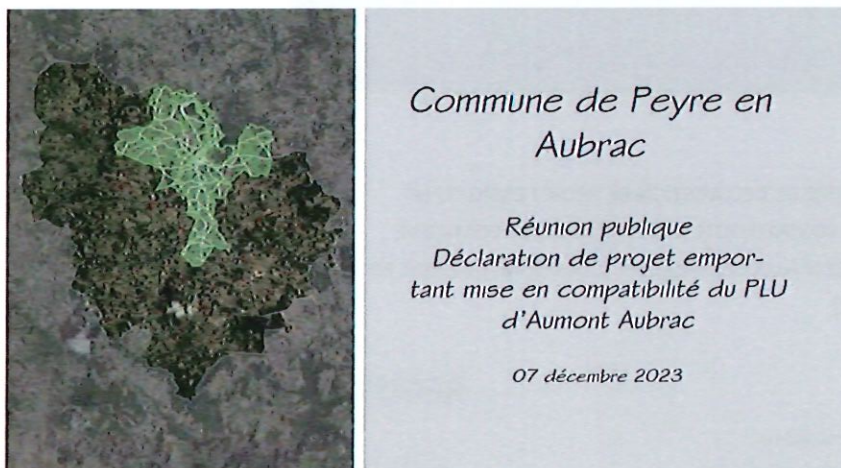 Commune de Peyre en
Aubrac
Réunion publique
Déclaration de projet empor-
tant mise en compatibilité du PLU
d'Aumont Aubrac
07 décembre 2023